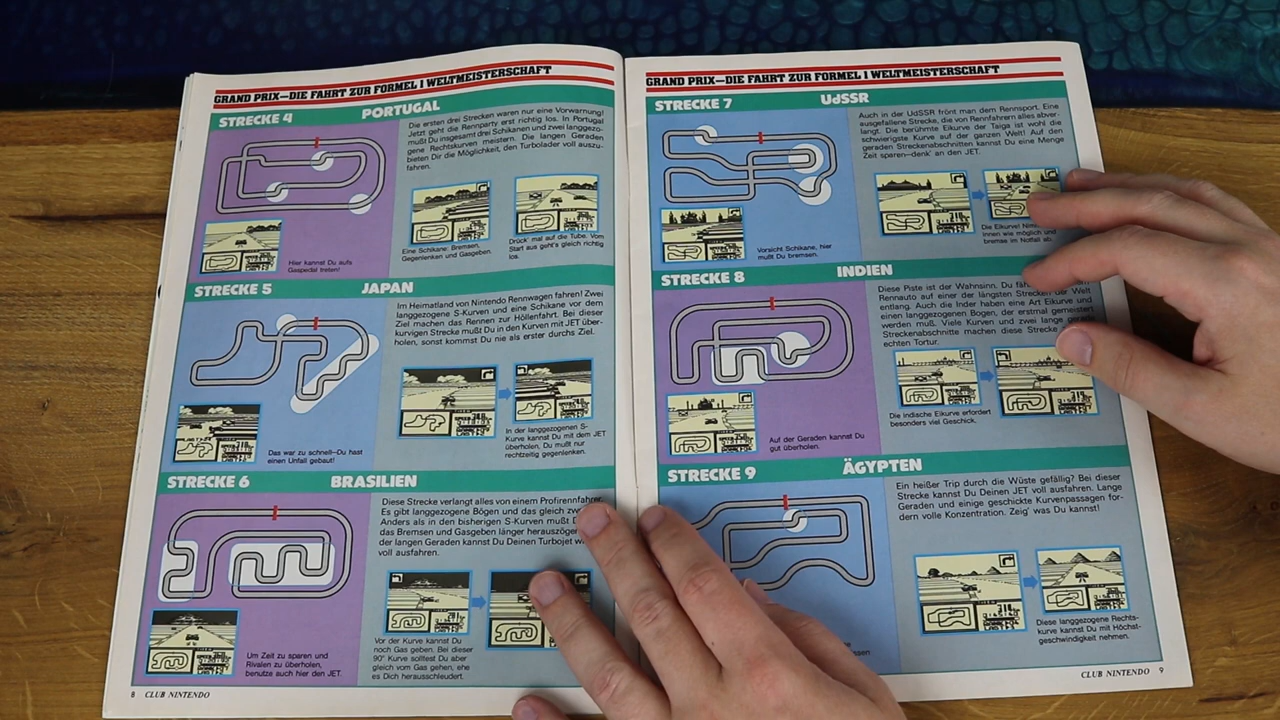 GRAND PRIX—DIE FAHRT ZUR FORMEL 1 WELTMEISTERSCHAFT
STRECKE 4
PORTUGAL
Die ersten drei Strecken waren nur eine Vorwarnung!
Jetzt geht die Rennparty erst richtig los. In Portugal
mußt Du insgesamt drei Schikanen und zwei langgezo-
gene Rechtskurven meistern. Die langen Geraden
bieten Dir die Möglichkeit, den Turbolader voll auszu-
fahren.
Hier kannst Du aufs
Gaspedal treten!
Eine Schikane: Bremsen,
Gegenlenken und Gasgeben.
Drück' mal auf die Tube. Vom
Start aus geht's gleich richtig
los.
STRECKE 5
JAPAN
Im Heimatland von Nintendo Rennwagen fahren! Zwei
langgezogene S-Kurven und eine Schikane vor dem
Ziel machen das Rennen zur Höllenfahrt. Bei dieser
kurvigen Strecke mußt Du in den Kurven mit JET über-
holen, sonst kommst Du nie als erster durchs Ziel.
Das war zu schnell—Du hast
einen Unfall gebaut!
In der langgezogenen S-
Kurve kannst Du mit dem JET
überholen, Du mußt nur
rechtzeitig gegenlenken.
STRECKE 6
BRASILIEN
Diese Strecke verlangt alles von einem Profirennfahrer.
Es gibt langgezogene Bögen und das gleich
Anders als in den bisherigen S-Kurven mußt
das Bremsen und Gasgeben länger
der langen Geraden kannst Du Deinen Turbojet
voll ausfahren.
Um Zeit zu sparen und
Rivalen zu überholen,
benutze auch hier den JET.
Vor der Kurve kannst Du
noch Gas geben. Bei dieser
90° Kurve solltest Du aber
gleich vom Gas gehen, ehe
es Dich herausschleudert.
8 CLUB NINTENDO
GRAND PRIX—DIE FAHRT ZUR FORMEL 1 WELTMEISTERSCHAFT
STRECKE 7
UdSSR
Auch in der UdSSR frönt man dem Rennsport. Eine
ausgefallene Strecke, die von Rennfahrern alles abver-
langt. Die berühmte Eikurve der Taiga ist wohl die
schwierigste Kurve auf der ganzen Welt! Auf den
geraden Streckenabschnitten kannst Du eine Menge
Zeit sparen—denk' an den JET.
Vorsicht Schikane, hier
mußt Du bremsen.
Die Eikurve!
innen wie möglich und
bremse im Notfall ab.
STRECKE 8
INDIEN
Diese Piste ist der Wahnsinn. Du
Rennauto auf einer der längsten Strecken der Welt
entlang. Auch die Inder haben eine Art Eikurve und
einen langgezogenen Bogen, der erstmal gemeistert
werden muß. Viele Kurven und zwei lange gerade
Streckenabschnitte machen diese Strecke
echten Tortur.
Auf der Geraden kannst Du
gut überholen.
Die indische Eikurve erfordert
besonders viel Geschick.
STRECKE 9
ÄGYPTEN
Ein heißer Trip durch die Wüste gefällig? Bei dieser
Strecke kannst Du Deinen JET voll ausfahren. Lange
Geraden und einige geschickte Kurvenpassagen for-
dern volle Konzentration. Zeig' was Du kannst!
Diese langgezogene Rechts-
kurve kannst Du mit Höchst-
geschwindigkeit nehmen.
CLUB NINTENDO 9